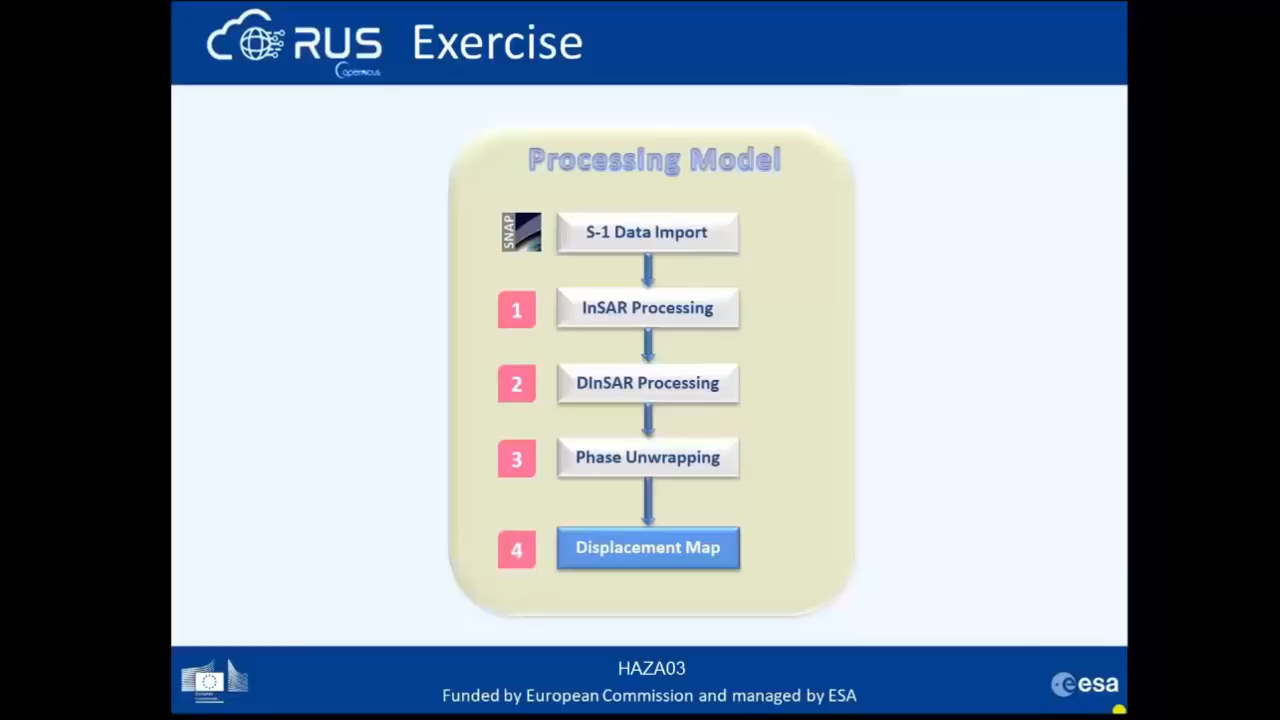 RUS
Copernicus
Exercise
Processing Model
SNAP
S-1 Data Import
1
InSAR Processing
2
DInSAR Processing
3
Phase Unwrapping
4
Displacement Map
HAZA03
Funded by European Commission and managed by ESA
esa